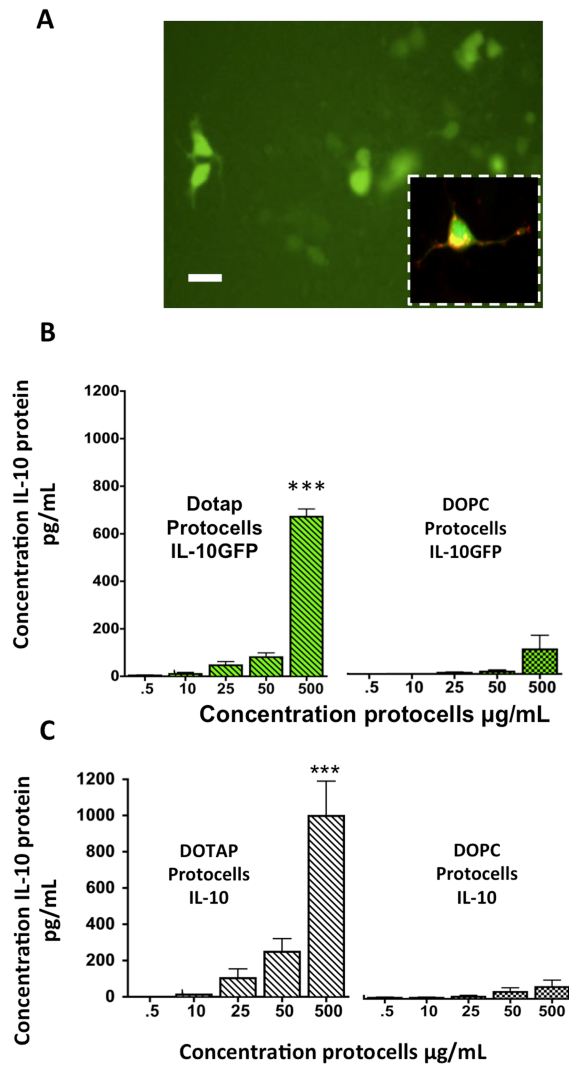 A
B
Concentration IL-10 protein
pg/mL
1200
1000
800
600
400
200
0
Dotap
Protocells
IL-10GFP
***
DOPC
Protocells
IL-10GFP
.5 10 25 50 500
.5 10 25 50 500
Concentration protocells µg/mL
C
Concentration IL-10 protein
pg/mL
1200
1000
800
600
400
200
0
DOTAP
Protocells
IL-10
***
DOPC
Protocells
IL-10
.5 10 25 50 500
.5 10 25 50 500
Concentration protocells µg/mL